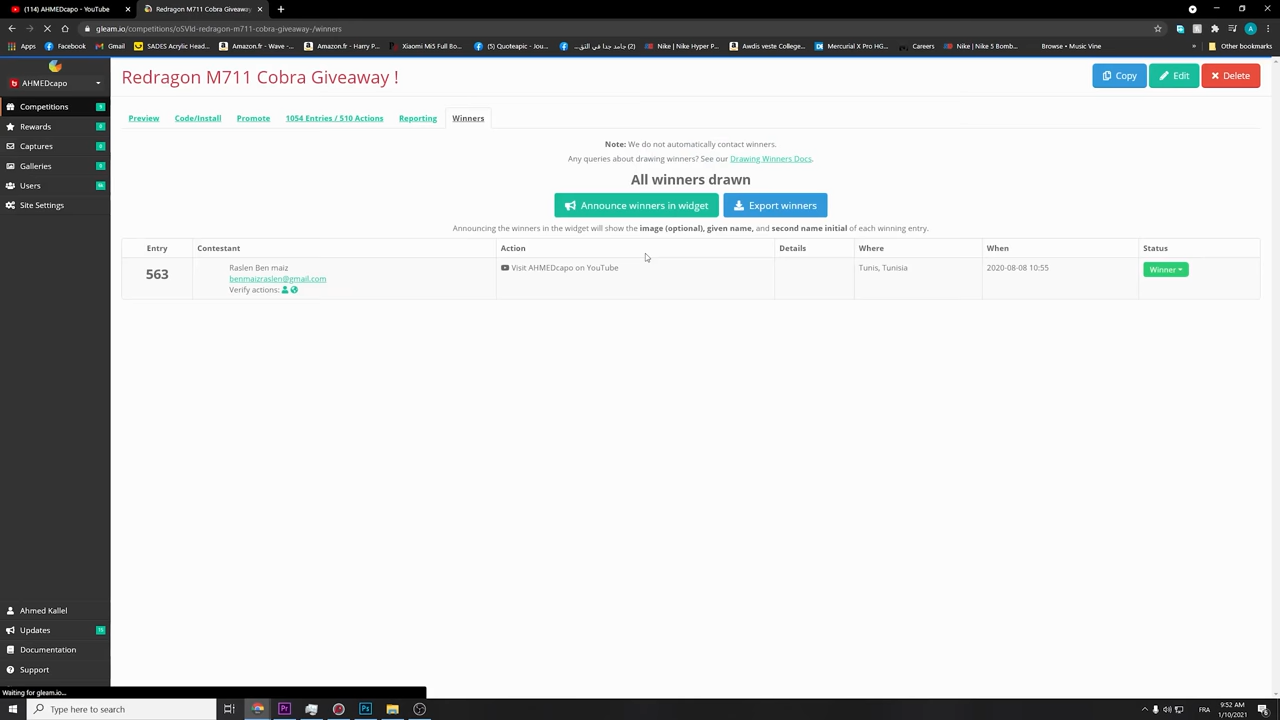 (114) AHMEDcapo - YouTube
Redragon M711 Cobra Giveaway
gleam.io/competitions/oSVId-redragon-m711-cobra-giveaway-/winners
Apps
Facebook
Gmail
SADES Acrylic Head...
Amazon.fr - Wave -...
Amazon.fr - Harry P...
Xiaomi Mi5 Full Bo...
Quoteapic - Jou...
(2) جامد جدا في التق...
Nike | Nike Hyper P...
Awdis veste College...
Mercurial X Pro HG...
Careers
Nike | Nike 5 Bomb...
Browse • Music Vine
Other bookmarks
AHMEDcapo
Competitions
Rewards
Captures
Galleries
Users
Site Settings
Redragon M711 Cobra Giveaway !
Copy
Edit
Delete
Preview
Code/Install
Promote
1054 Entries / 510 Actions
Reporting
Winners
Note: We do not automatically contact winners.
Any queries about drawing winners? See our Drawing Winners Docs.
All winners drawn
Announce winners in widget
Export winners
Announcing the winners in the widget will show the image (optional), given name, and second name initial of each winning entry.
Entry Contestant Action Details Where When Status
563 Raslen Ben maiz Visit AHMEDcapo on YouTube Tunis, Tunisia 2020-08-08 10:55 Winner
benmaizraslen@gmail.com
Verify actions:
Ahmed Kallel
Updates
Documentation
Support
Waiting for gleam.io...
Type here to search
Pr
Ps
FRA
9:52 AM
1/10/2021